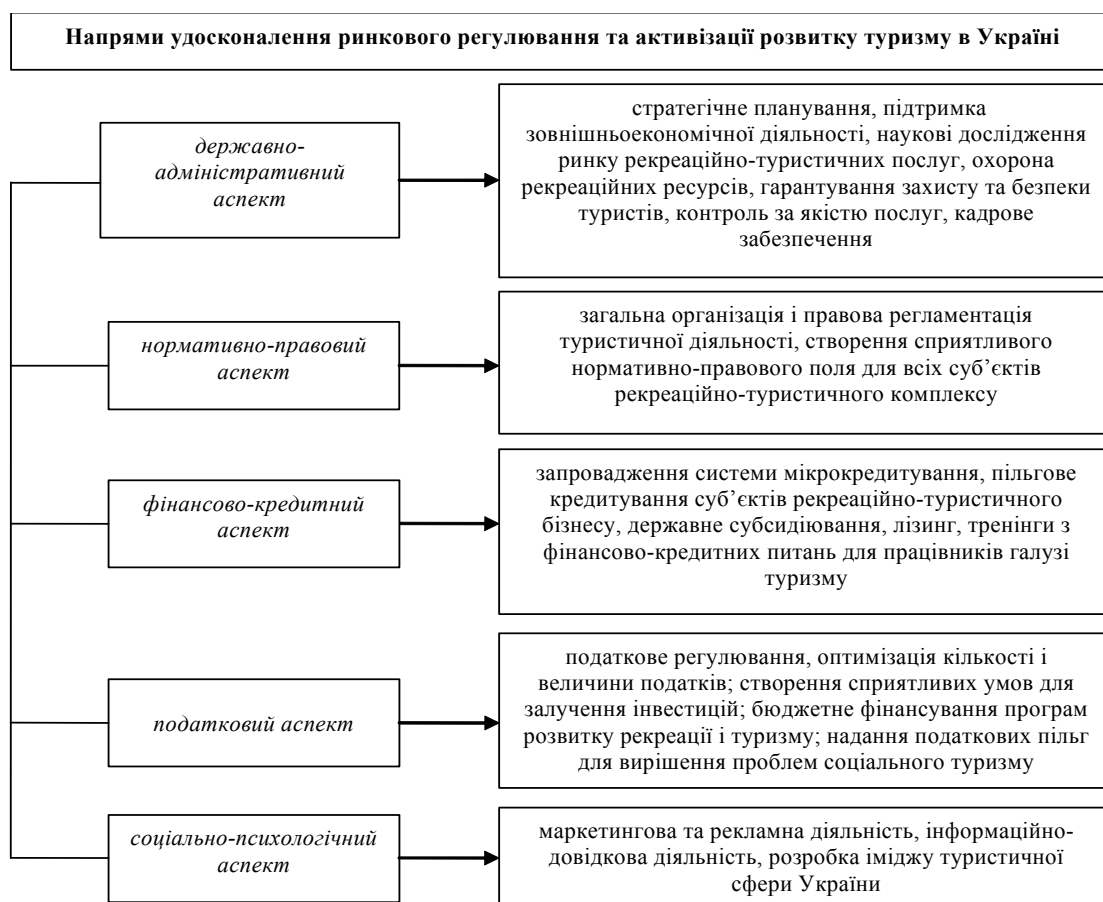 Напрями удосконалення ринкового регулювання та активізації розвитку туризму в Україні
державно-
адміністративний
аспект
стратегічне планування, підтримка
зовнішньоекономічної діяльності, наукові дослідження
ринку рекреаційно-туристичних послуг, охорона
рекреаційних ресурсів, гарантування захисту та безпеки
туристів, контроль за якістю послуг, кадрове
забезпечення
нормативно-правовий
аспект
загальна організація і правова регламентація
туристичної діяльності, створення сприятливого
нормативно-правового поля для всіх суб’єктів
рекреаційно-туристичного комплексу
фінансово-кредитний
аспект
запровадження системи мікрокредитування, пільгове
кредитування суб’єктів рекреаційно-туристичного
бізнесу, державне субсидіювання, лізинг, тренінги з
фінансово-кредитних питань для працівників галузі
туризму
податковий аспект
податкове регулювання, оптимізація кількості і
величини податків; створення сприятливих умов для
залучення інвестицій; бюджетне фінансування програм
розвитку рекреації і туризму; надання податкових пільг
для вирішення проблем соціального туризму
соціально-психологічний
аспект
маркетингова та рекламна діяльність, інформаційно-
довідкова діяльність, розробка іміджу туристичної
сфери України